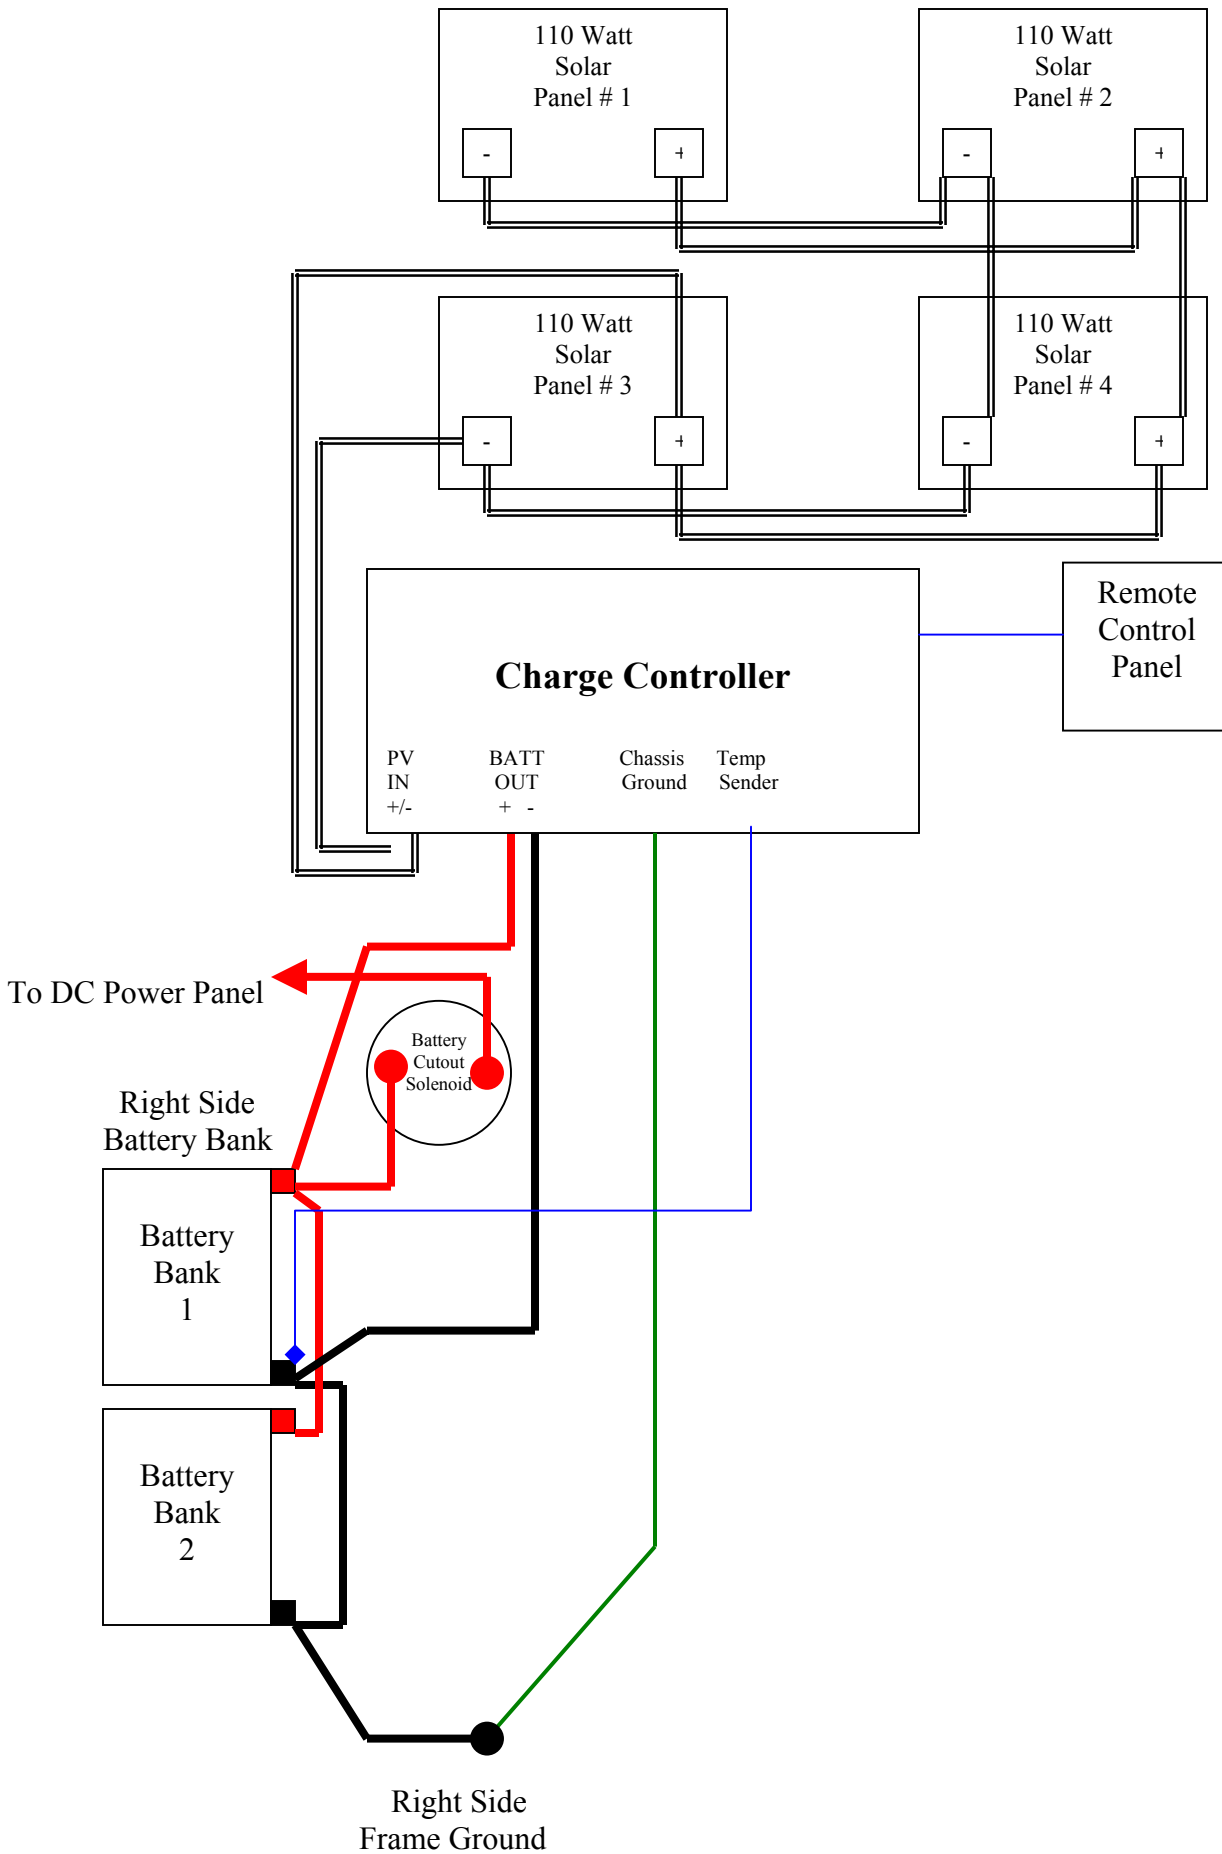 110 Watt
Solar
Panel # 1
-
+
110 Watt
Solar
Panel # 2
-
+
110 Watt
Solar
Panel # 3
-
+
110 Watt
Solar
Panel # 4
-
+
Remote
Control
Panel
Charge Controller
PV
IN
+/-
BATT
OUT
+ -
Chassis
Ground
Temp
Sender
To DC Power Panel
Battery
Cutout
Solenoid
Right Side
Battery Bank
Battery
Bank
1
Battery
Bank
2
Right Side
Frame Ground